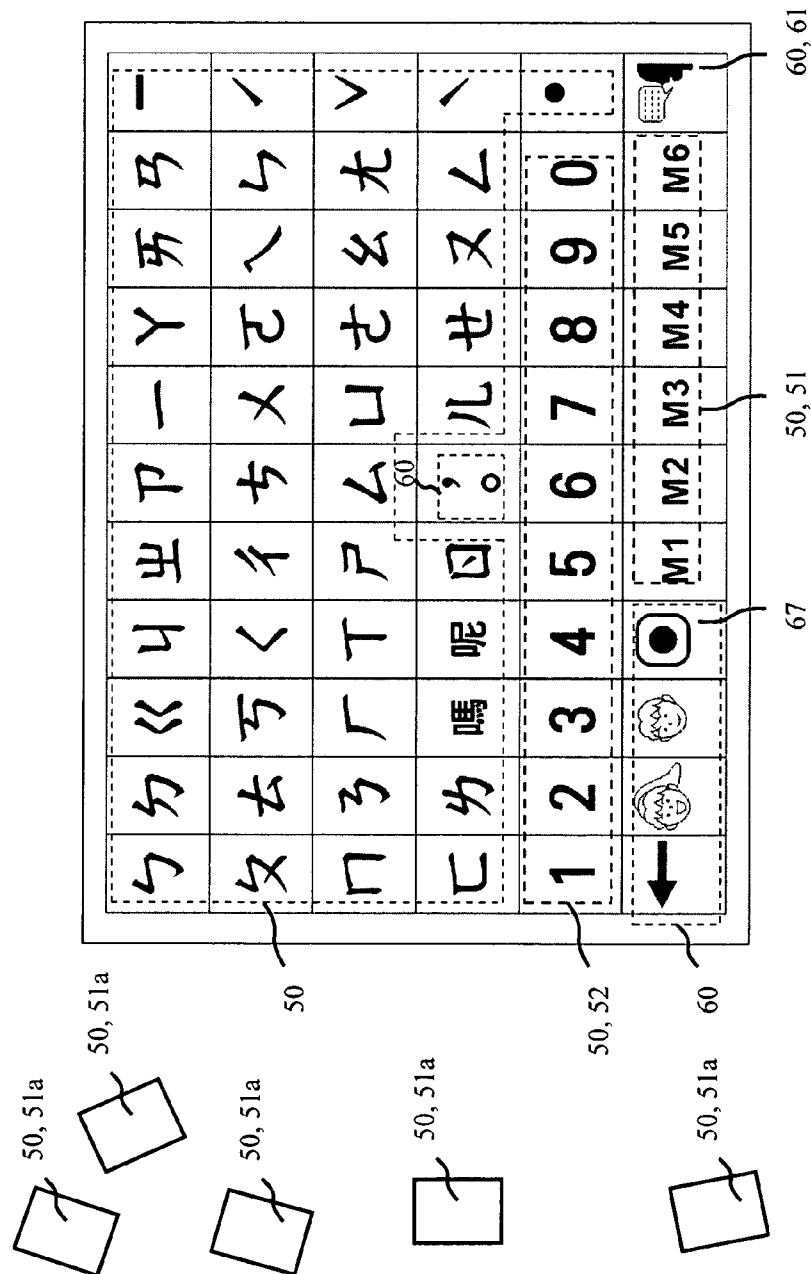 ㄅ ㄉ ㄍ ㄐ ㄓ ㄗ ㄧ ㄚ ㄞ ㄢ ˉ
ㄆ ㄊ ㄎ ㄑ ㄔ ㄘ ㄨ ㄛ ㄟ ㄣ ˊ
ㄇ ㄋ ㄏ ㄒ ㄕ ㄙ ㄩ ㄜ ㄠ ㄤ ˇ
60
ㄈ ㄌ 嗎 呢 ㄖ ,。 ㄦ ㄝ ㄡ ㄥ ˋ
1 2 3 4 5 6 7 8 9 0 ˙
M1 M2 M3 M4 M5 M6
60, 61
50, 51
67
50
50, 52
60
50, 51a
50, 51a
50, 51a
50, 51a
50, 51a